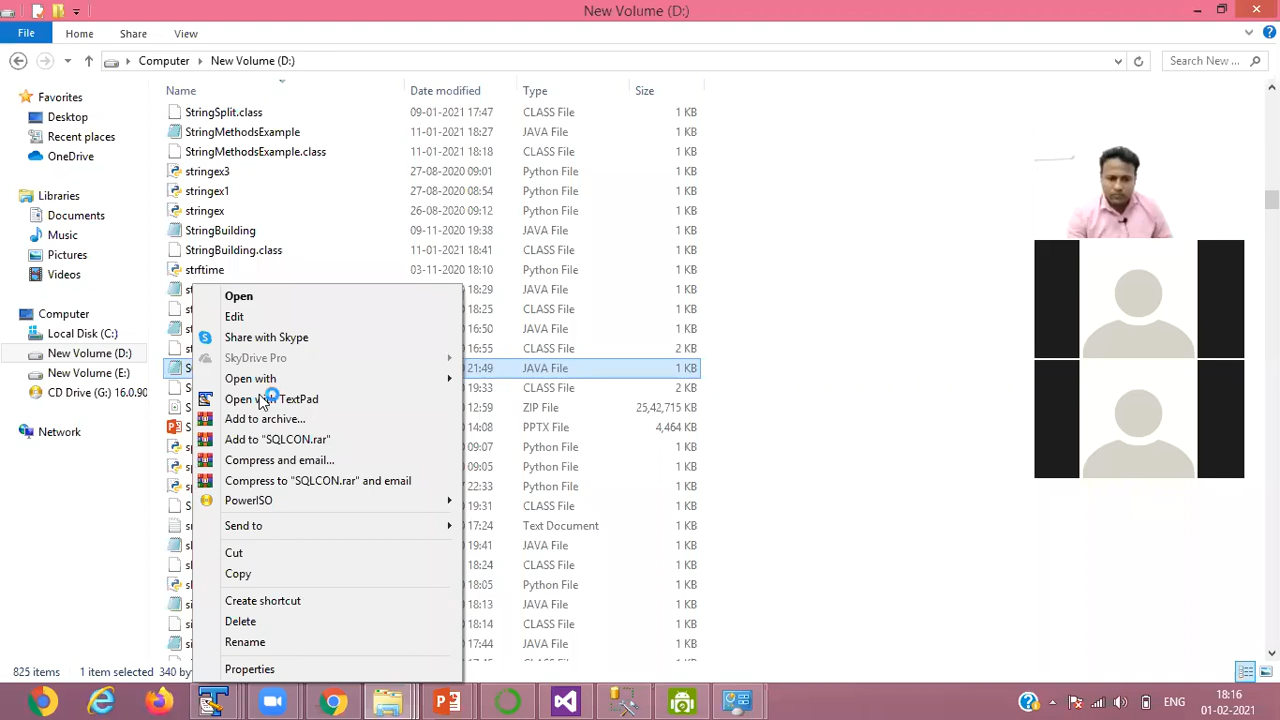 New Volume (D:)
File Home Share View
Computer New Volume (D:) Search New ...
Name Date modified Type Size
Favorites
Desktop
Recent places
OneDrive
Libraries
Documents
Music
Pictures
Videos
Computer
Local Disk (C:)
New Volume (D:)
New Volume (E:)
CD Drive (G:) 16.0.90
Network
StringSplit.class 09-01-2021 17:47 CLASS File 1 KB
StringMethodsExample 11-01-2021 18:27 JAVA File 1 KB
StringMethodsExample.class 11-01-2021 18:18 CLASS File 1 KB
stringex3 27-08-2020 09:01 Python File 1 KB
stringex1 27-08-2020 08:54 Python File 1 KB
stringex 26-08-2020 09:12 Python File 1 KB
StringBuilding 09-11-2020 19:38 JAVA File 1 KB
StringBuilding.class 11-01-2021 18:41 CLASS File 1 KB
strftime 03-11-2020 18:10 Python File 1 KB
18:29 JAVA File 1 KB
18:25 CLASS File 1 KB
16:50 JAVA File 1 KB
16:55 CLASS File 2 KB
21:49 JAVA File 1 KB
19:33 CLASS File 2 KB
12:59 ZIP File 25,42,715 KB
14:08 PPTX File 4,464 KB
09:07 Python File 1 KB
09:05 Python File 1 KB
22:33 Python File 1 KB
19:31 CLASS File 1 KB
17:24 Text Document 1 KB
19:41 JAVA File 1 KB
18:24 CLASS File 1 KB
18:05 Python File 1 KB
18:13 JAVA File 1 KB
18:14 CLASS File 1 KB
17:44 JAVA File 1 KB
Open
Edit
Share with Skype
SkyDrive Pro
Open with
Open with TextPad
Add to archive...
Add to "SQLCON.rar"
Compress and email...
Compress to "SQLCON.rar" and email
PowerISO
Send to
Cut
Copy
Create shortcut
Delete
Rename
Properties
825 items 1 item selected 340 by
ENG 18:16
01-02-2021